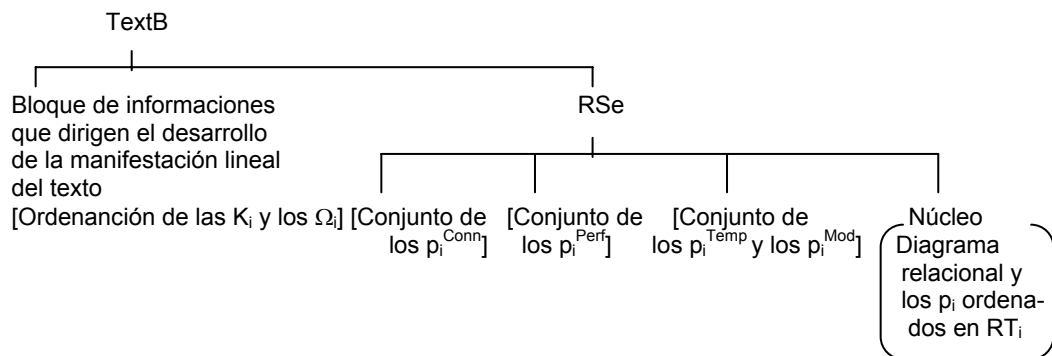 TextB
Bloque de informaciones
que dirigen el desarrollo
de la manifestación lineal
del texto
[Ordenanción de las Kᵢ y los Ωᵢ]
RSe
[Conjunto de
los pᵢ^Conn]
[Conjunto de
los pᵢ^Perf]
[Conjunto de
los pᵢ^Temp y los pᵢ^Mod]
Núcleo
Diagrama
relacional y
los pᵢ ordena-
dos en RTᵢ